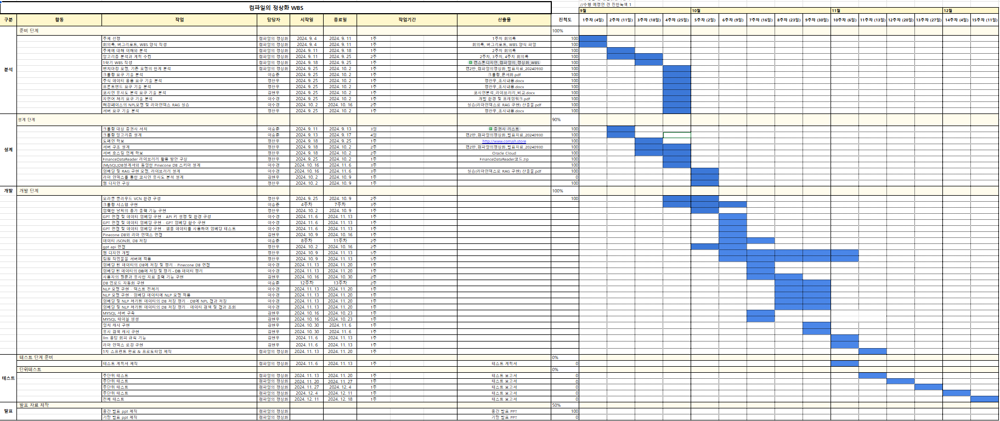 //수행 예정인 건 진한녹색 1
컴파일의 정상화 WBS
9월 10월 11월 12월
구분 활동 작업 담당자 시작일 종료일 작업기간 산출물 진척도 1주차 (4일) 2주차 (11일) 3주차 (18일) 4주차 (25일) 5주차 (2일) 6주차 (9일) 7주차 (16일) 8주차 (23일) 9주차 (30일) 10주차 (6일) 11주차 (13일) 12주차 (20일) 13주차 (27일) 14주차 (4일) 15주차 (11일)
분석
준비 단계 100%
주제 선정 컴파일의 정상화 2024. 9. 4 2024. 9. 11 1주 1주차 회의록 100
회의록, 버그리포트, WBS 양식 작성 컴파일의 정상화 2024. 9. 4 2024. 9. 11 1주 회의록, 버그리포트, WBS 양식 파일 100
주제에 대해 이해와 분석 컴파일의 정상화 2024. 9. 11 2024. 9. 18 1주 2주차 회의록 100
알고리즘 분석과 계획 수립 컴파일의 정상화 2024. 9. 11 2024. 9. 25 2주 2주차, 3주차, 4주차 회의록 100
1학기 WBS 작성 컴파일의 정상화 2024. 9. 18 2024. 9. 25 1주 캡스톤디자인_컴파일의_정상화_WBS 100
벤치마킹 모델, 기존 모델의 한계 분석 컴파일의 정상화 2024. 9. 25 2024. 10. 2 1주 캡2반_컴파일의정상화_발표자료_20240930 100
크롤링 요구 기술 분석 이승준 2024. 9. 25 2024. 10. 2 1주 크롤링_문서화.pdf 100
주식 데이터 응용 요구 기술 분석 정산우 2024. 9. 25 2024. 10. 2 1주 정산우_조사내용.docx 100
프론트엔드 요구 기술 분석 정산우 2024. 9. 25 2024. 10. 2 1주 정산우_조사내용.docx 100
코사인 유사도 분석 요구 기술 분석 김현우 2024. 9. 25 2024. 10. 2 1주 코사인분석_라이브러리_비교.docx 100
자연어 처리 요구 기술 분석 이수경 2024. 9. 25 2024. 10. 2 1주 개발 환경 및 프레임워크.pdf 100
허깅페이스의 NPL모델 및 라마인덱스 RAG 실습 이수경 2024. 10. 2 2024. 10. 16 2주 실습(라마인덱스로 RAG 구현) 산출물.pdf 100
서버 요구 기술 분석 정산우 2024. 9. 25 2024. 10. 2 1주 정산우_조사내용.docx 100
설계
설계 단계 90%
크롤링 대상 증권사 서치 이승준 2024. 9. 11 2024. 9. 13 3일 증권사 리스트 100
크롤링 알고리즘 설계 이승준 2024. 9. 13 2024. 9. 17 4일 캡2반_컴파일의정상화_발표자료_20240930 100
도메인 확보 정산우 2024. 9. 18 2024. 9. 25 1주 http://www.comjsh.store 100
서버 구조 설계 정산우 2024. 9. 18 2024. 10. 2 2주 캡2반_컴파일의정상화_발표자료_20240930 100
서버 호스팅 업체 확보 정산우 2024. 9. 18 2024. 10. 2 2주 Oracle Cloud 100
FinanceDataReader 라이브러리 활용 방안 구상 정산우 2024. 9. 25 2024. 10. 2 1주 FinanceDataReader코드.zip 100
(MySQL)DB설계서와 동일한 Pinecone DB 스키마 설계 이수경 2024. 10. 16 2024. 11. 6 3주 100
임베딩 및 RAG 구현 모델, 라이브러리 설계 이수경 2024. 10. 16 2024. 11. 6 3주 실습(라마인덱스로 RAG 구현) 산출물.pdf 100
라마 인덱스를 통한 코사인 유사도 분석 설계 김현우 2024. 10. 2 2024. 10. 9 1주 0
웹 디자인 구상 정산우 2024. 10. 2 2024. 10. 9 1주 100
개발 개발 단계 100%
오라클 클라우드 VCN 환경 구성 정산우 2024. 9. 25 2024. 10. 9 2주 100
크롤링 시스템 구현 이승준 4주차 7주차 3주
입력한 날짜의 종가 출력 기능 구현 정산우 2024. 10. 2 2024. 10. 9 1주
GPT 연결 및 데이터 임베딩 구현 - API 키 설정 및 환경 구성 이수경 2024. 11. 6 2024. 11. 13 1주
GPT 연결 및 데이터 임베딩 구현 - GPT 임베딩 함수 구현 이수경 2024. 11. 6 2024. 11. 13 1주
GPT 연결 및 데이터 임베딩 구현 - 샘플 데이터를 사용하여 임베딩 테스트 이수경 2024. 11. 6 2024. 11. 13 1주
Pinecone DB와 라마 인덱스 연결 김현우 2024. 10. 9 2024. 10. 16 1주
데이터 JSON화, DB 저장 이승준 8주차 11주차 2주
gpt api 연결 정산우 2024. 10. 2 2024. 10. 16 2주
웹 디자인 개발 정산우 2024. 10. 9 2024. 11. 13 5주
팀원 작업물을 서버에 적용 정산우 2024. 10. 9 2024. 11. 13 5주
임베딩 된 데이터의 DB에 저장 및 정리 - Pinecone DB 연결 이수경 2024. 11. 13 2024. 11. 20 1주
임베딩 된 데이터의 DB에 저장 및 정리 - DB 데이터 정리 이수경 2024. 11. 13 2024. 11. 20 1주
사용자의 질문과 유사한 자료 출력 기능 구현 김현우 2024. 10. 16 2024. 10. 30 2주
DB 업로드 자동화 구현 이승준 12주차 13주차 2주
NLP 모델 구현 - 텍스트 전처리 이수경 2024. 11. 13 2024. 11. 20 1주
NLP 모델 구현 - 임베딩 데이터에 NLP 모델 적용 이수경 2024. 11. 13 2024. 11. 20 1주
임베딩 및 NLP 처리된 데이터의 DB 저장 정리 - DB에 NPL 결과 저장 이수경 2024. 11. 13 2024. 11. 20 1주
임베딩 및 NLP 처리된 데이터의 DB 저장 정리 - 데이터 검색 및 결과 조회 이수경 2024. 11. 13 2024. 11. 20 1주
MYSQL 서버 구축 김현우 2024. 10. 16 2024. 10. 23 1주
MYSQL 테이블 생성 김현우 2024. 10. 16 2024. 10. 23 1주
일치 캐시 구현 김현우 2024. 10. 30 2024. 11. 6 1주
유사 검색 캐시 구현 김현우 2024. 10. 30 2024. 11. 6 1주
llm 응답 회피 규칙 기능 김현우 2024. 11. 6 2024. 11. 13 1주
라마 인덱스 로깅 구현 김현우 2024. 11. 6 2024. 11. 13 1주
1차 스프린트 완료 & 프로토타입 제작 컴파일의 정상화 2024. 11. 13 2024. 11. 20 1주
테스트
테스트 단계 준비 0%
테스트 계획서 제작 컴파일의 정상화 2024. 11. 6 2024. 11. 13 1주 테스트 계획서 0
단위테스트 0%
주단위 테스트 컴파일의 정상화 2024. 11. 13 2024. 11. 20 1주 테스트 보고서 0
주단위 테스트 컴파일의 정상화 2024. 11. 20 2024. 11. 27 1주 테스트 보고서 0
주단위 테스트 컴파일의 정상화 2024. 11. 27 2024. 12. 4 1주 테스트 보고서 0
주단위 테스트 컴파일의 정상화 2024. 12. 4 2024. 12. 11 1주 테스트 보고서 0
전체 테스트 컴파일의 정상화 2024. 12. 11 2024. 12. 18 1주 테스트 보고서 0
발표
발표 자료 제작 50%
중간 발표 ppt 제작 컴파일의 정상화 중간 발표 PPT 100
기말 발표 ppt 제작 컴파일의 정상화 기말 발표 PPT 0